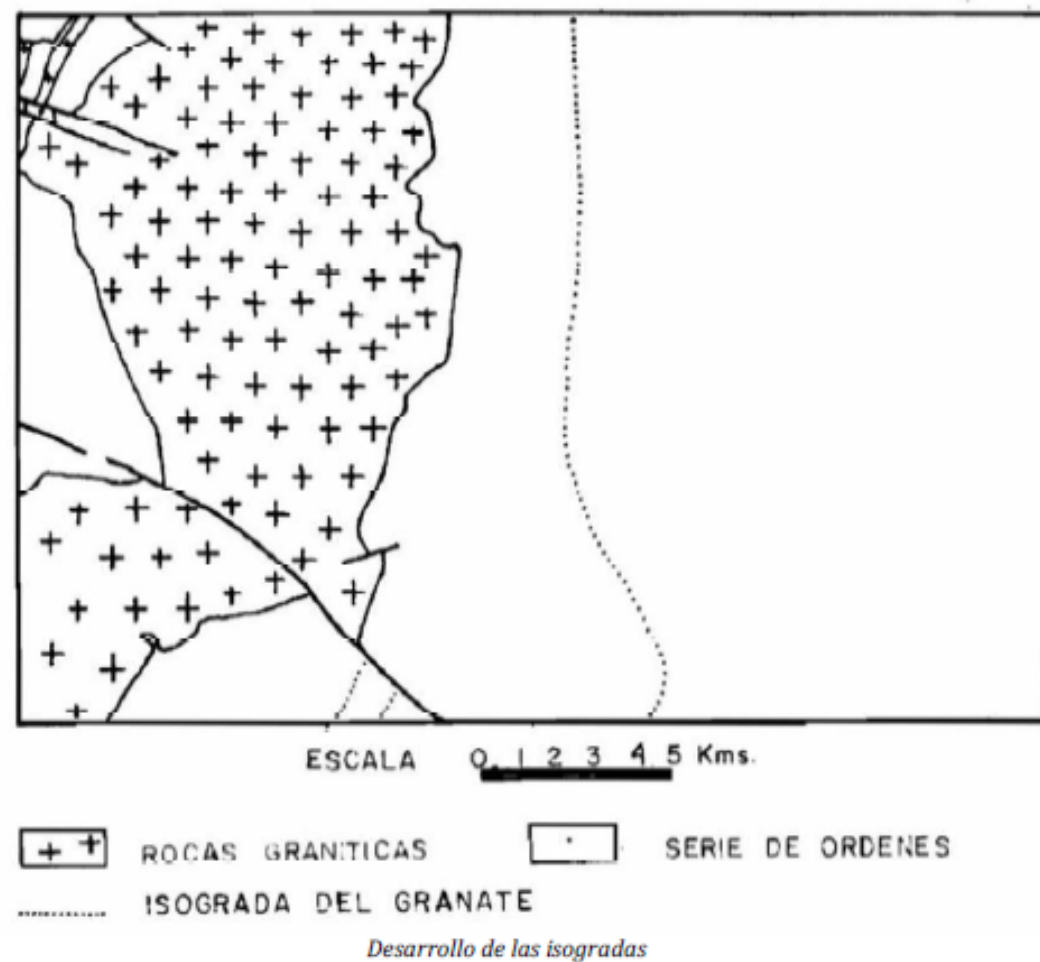 ESCALA 0 1 2 3 4 5 Kms.
ROCAS GRANITICAS
SERIE DE ORDENES
ISOGRADA DEL GRANATE
Desarrollo de las isogradas